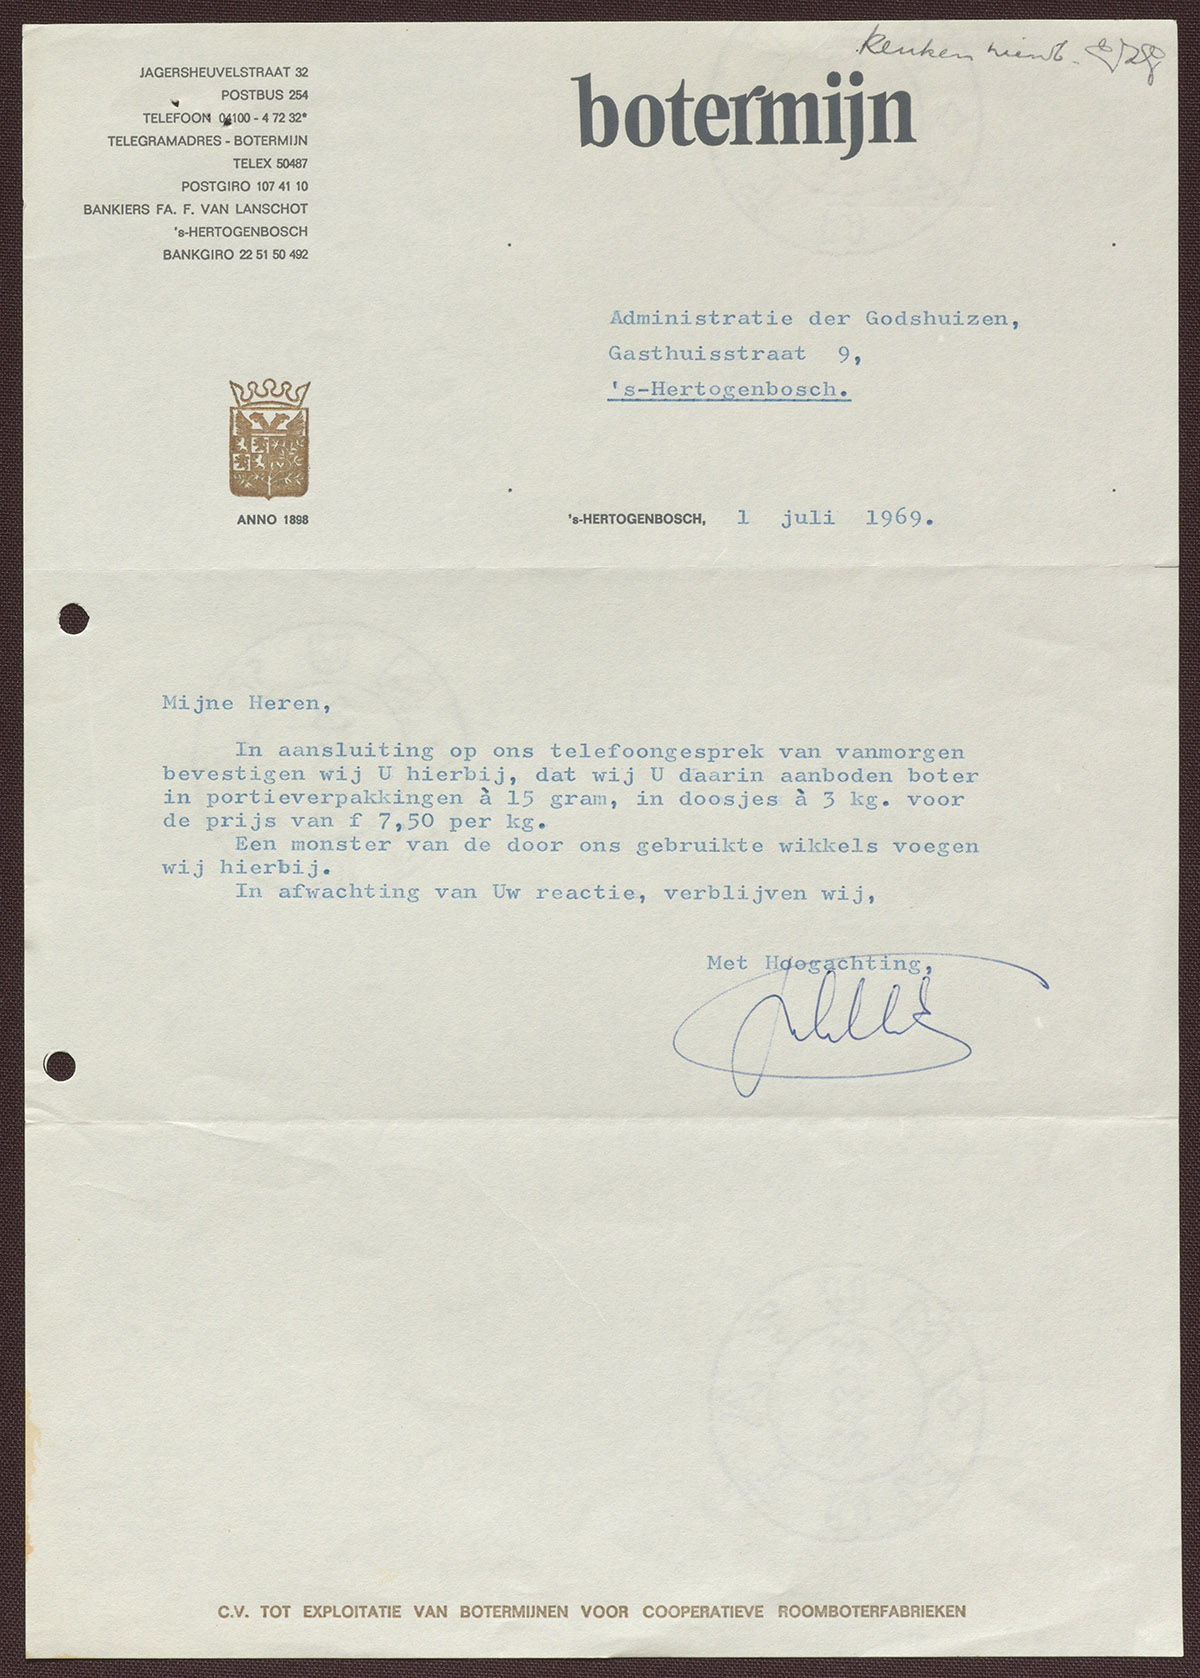 keuken
JAGERSHEUVELSTRAAT 32
POSTBUS 254
TELEFOON 04100 - 4 72 32*
TELEGRAMADRES - BOTERMIJN
TELEX 50487
POSTGIRO 107 41 10
BANKIERS FA. F. VAN LANSCHOT
's-HERTOGENBOSCH
BANKGIRO 22 51 50 492
botermijn
Administratie der Godshuizen,
Gasthuisstraat 9,
's-Hertogenbosch.
ANNO 1898
's-HERTOGENBOSCH, 1 juli 1969.
Mijne Heren,
In aansluiting op ons telefoongesprek van vanmorgen
bevestigen wij U hierbij, dat wij U daarin aanboden boter
in portieverpakkingen à 15 gram, in doosjes à 3 kg. voor
de prijs van f 7,50 per kg.
Een monster van de door ons gebruikte wikkels voegen
wij hierbij.
In afwachting van Uw reactie, verblijven wij,
Met Hoogachting,
C.V. TOT EXPLOITATIE VAN BOTERMIJNEN VOOR COOPERATIEVE ROOMBOTERFABRIEKEN